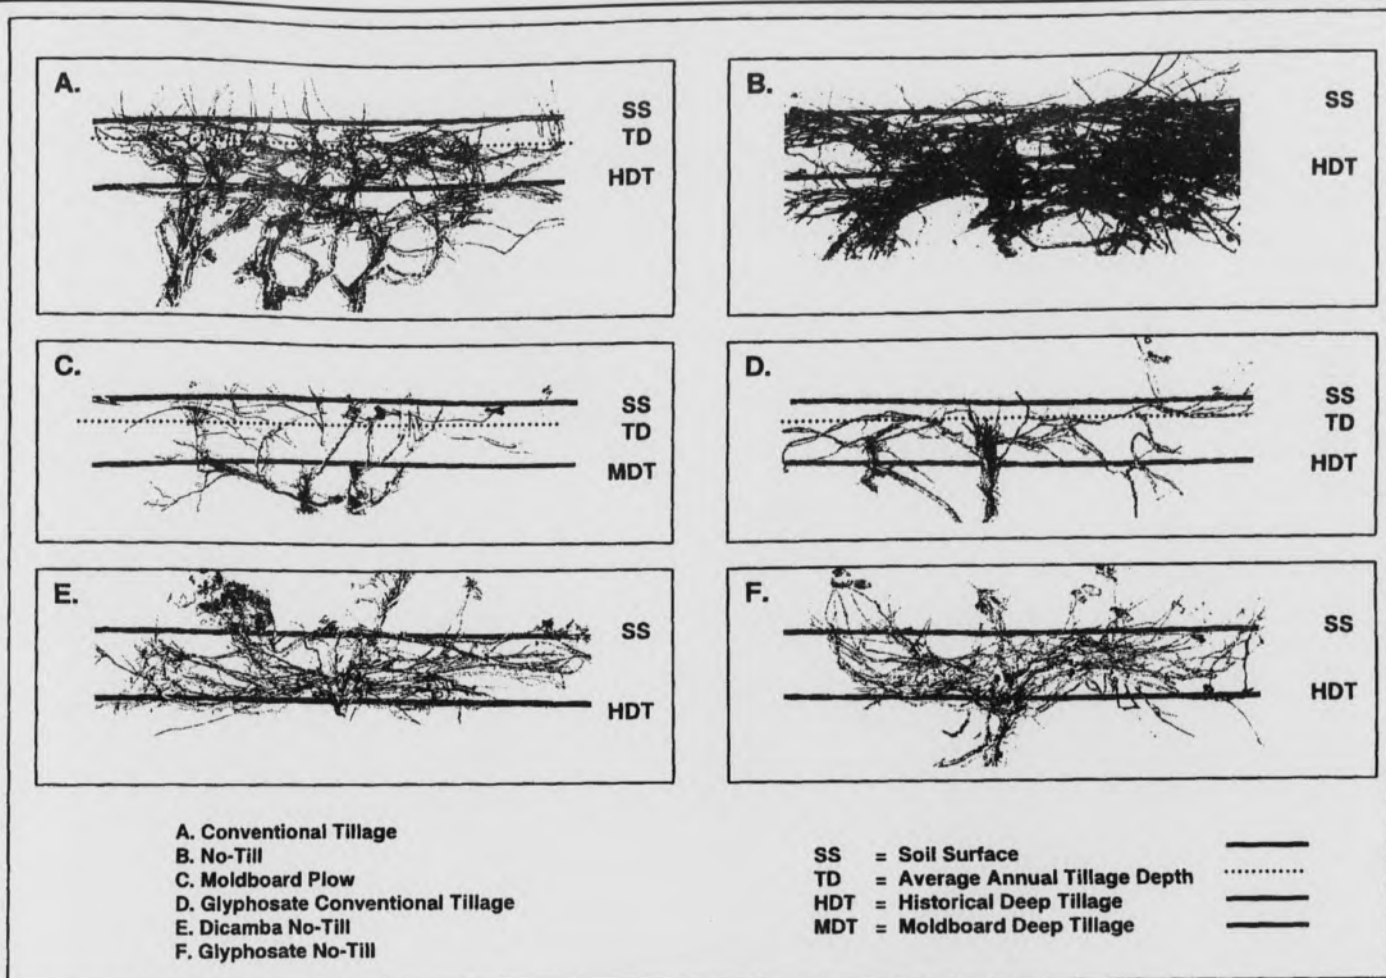 A.
SS
TD
HDT
B.
SS
HDT
C.
SS
TD
MDT
D.
SS
TD
HDT
E.
SS
HDT
F.
SS
HDT
A. Conventional Tillage
B. No-Till
C. Moldboard Plow
D. Glyphosate Conventional Tillage
E. Dicamba No-Till
F. Glyphosate No-Till
SS = Soil Surface
TD = Average Annual Tillage Depth
HDT = Historical Deep Tillage
MDT = Moldboard Deep Tillage